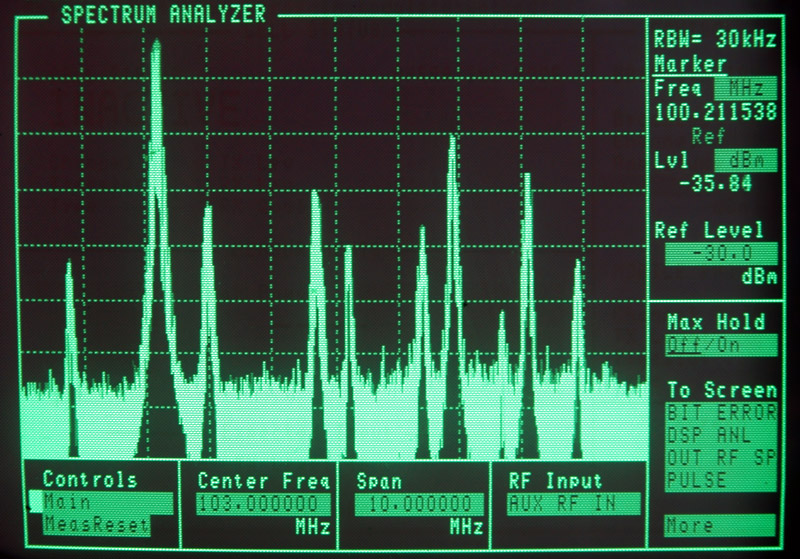 SPECTRUM ANALYZER
RBW= 30kHz
Marker
Freq MHz
100.211538
Ref
Lvl dBm
-35.84
Ref Level
-30.0
dBm
Max Hold
Off/On
To Screen
BIT ERROR
DSP ANL
OUT RF SP
PULSE
More
Controls
Main
MeasReset
Center Freq
103.000000
MHz
Span
10.000000
MHz
RF Input
AUX RF IN